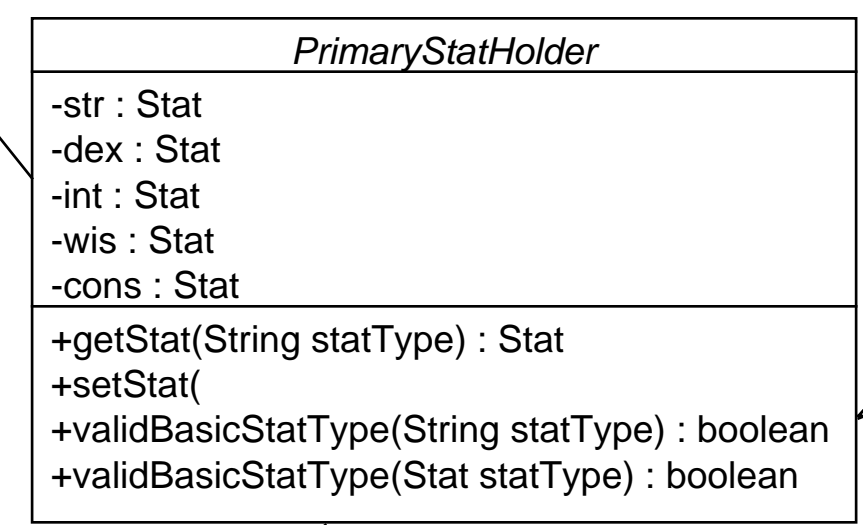 PrimaryStatHolder
-str : Stat
-dex : Stat
-int : Stat
-wis : Stat
-cons : Stat
+getStat(String statType) : Stat
+setStat(
+validBasicStatType(String statType) : boolean
+validBasicStatType(Stat statType) : boolean